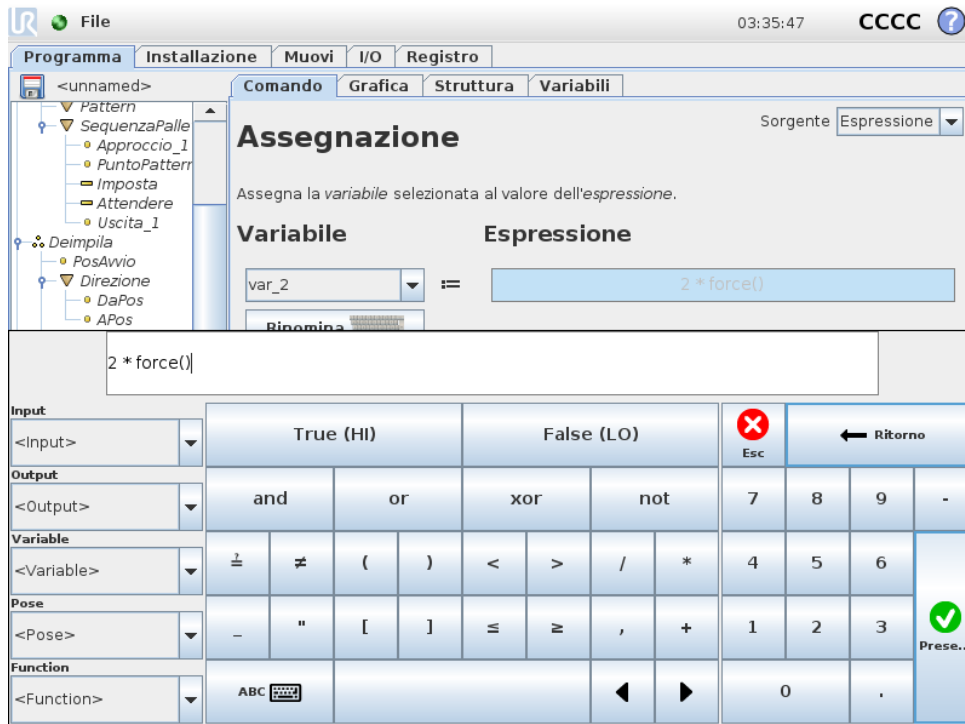 UR File 03:35:47 CCCC ?
Programma Installazione Muovi I/O Registro
<unnamed> Comando Grafica Struttura Variabili
Pattern
SequenzaPalle
Approccio_1
PuntoPattern
Imposta
Attendere
Uscita_1
Deimpila
PosAvvio
Direzione
DaPos
APos
Sorgente Espressione
Assegnazione
Assegna la variabile selezionata al valore dell'espressione.
Variabile Espressione
var_2 := 2 * force()
Rinomina
2 * force()
Input
<Input>
Output
<Output>
Variable
<Variable>
Pose
<Pose>
Function
<Function>
True (HI) False (LO) Esc Ritorno
and or xor not 7 8 9 -
≟ ≠ ( ) < > / * 4 5 6
_ " [ ] ≤ ≥ , + 1 2 3 Prese..
ABC 0 .